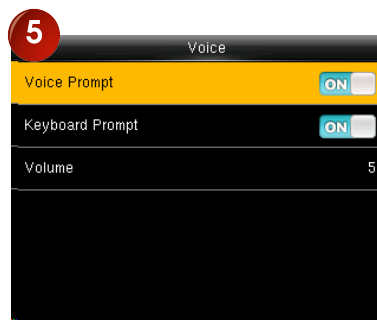 5
Voice
Voice Prompt ON
Keyboard Prompt ON
Volume 5